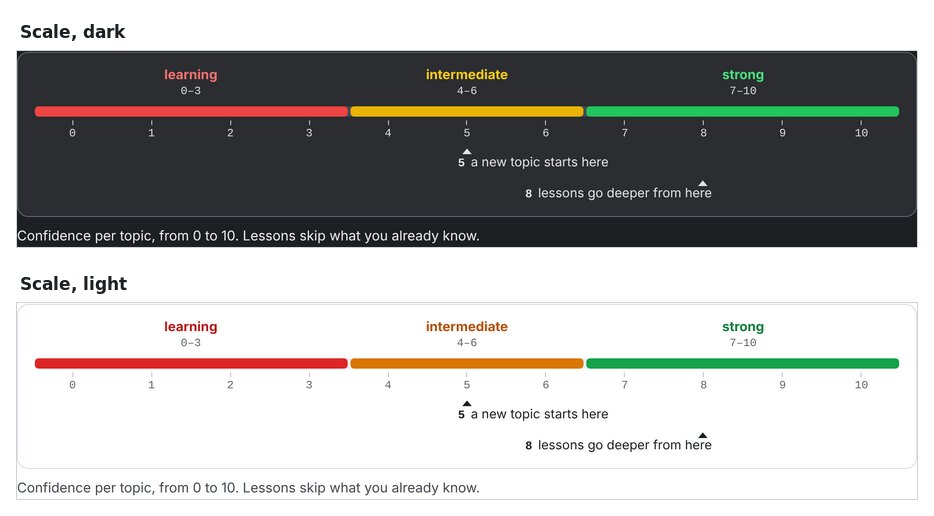 Scale, dark
learning intermediate strong
0–3 4–6 7–10
0 1 2 3 4 5 6 7 8 9 10
5 a new topic starts here
8 lessons go deeper from here
Confidence per topic, from 0 to 10. Lessons skip what you already know.
Scale, light
learning intermediate strong
0–3 4–6 7–10
0 1 2 3 4 5 6 7 8 9 10
5 a new topic starts here
8 lessons go deeper from here
Confidence per topic, from 0 to 10. Lessons skip what you already know.